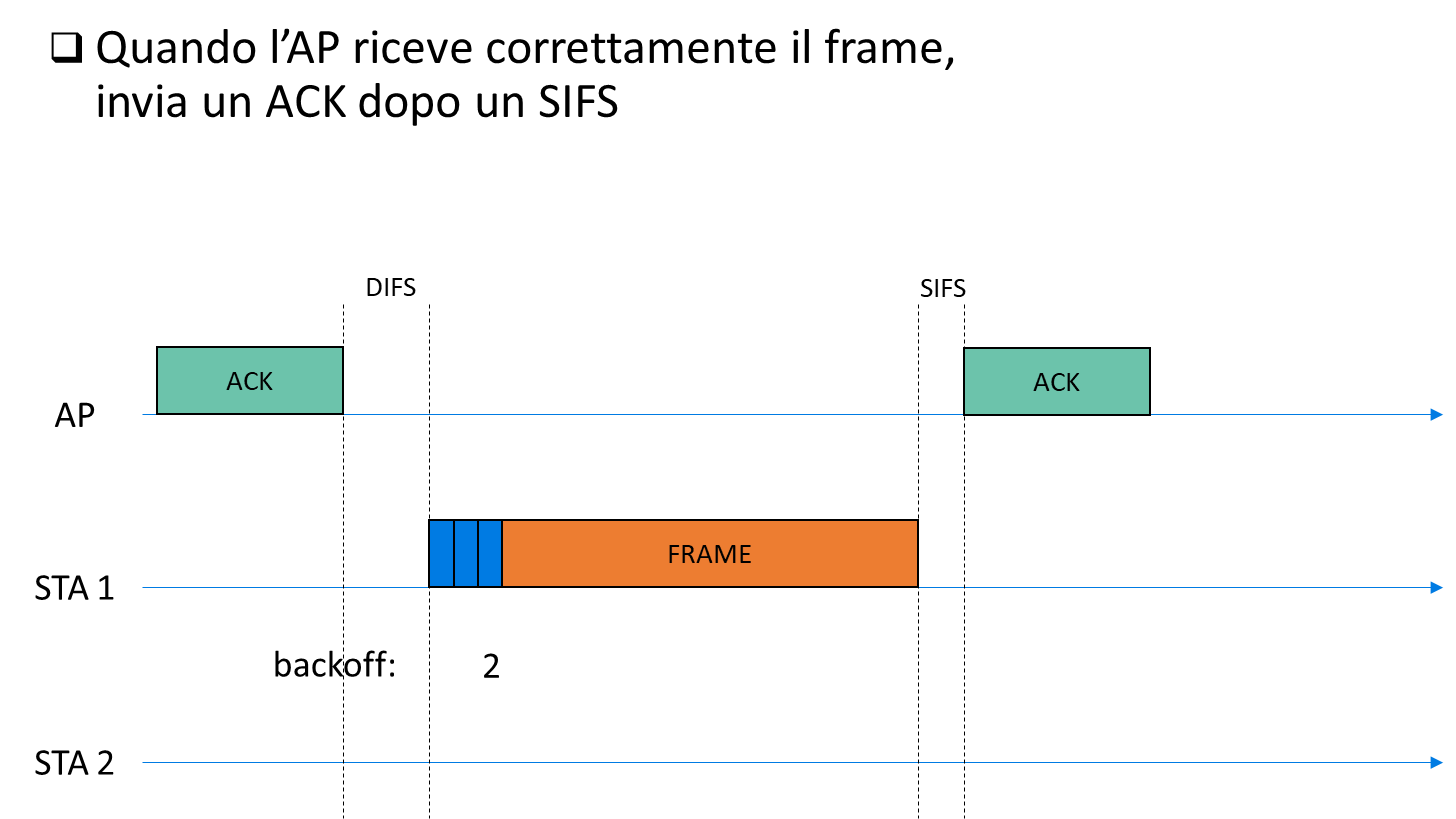 Quando l’AP riceve correttamente il frame,
invia un ACK dopo un SIFS
DIFS
SIFS
ACK
ACK
AP
FRAME
STA 1
backoff:
2
STA 2